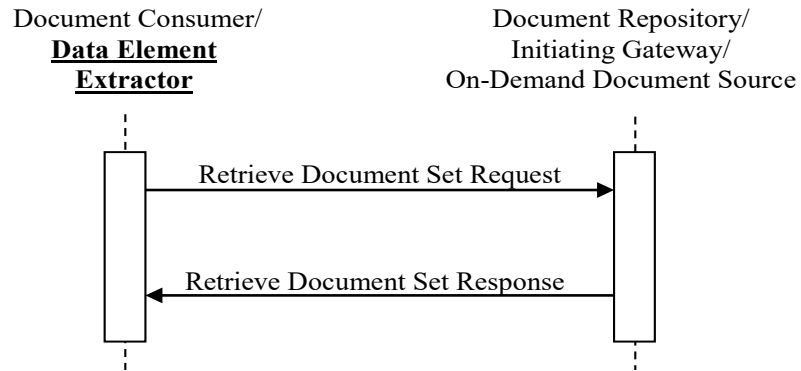 Document Consumer/
Data Element
Extractor
Document Repository/
Initiating Gateway/
On-Demand Document Source
Retrieve Document Set Request
Retrieve Document Set Response